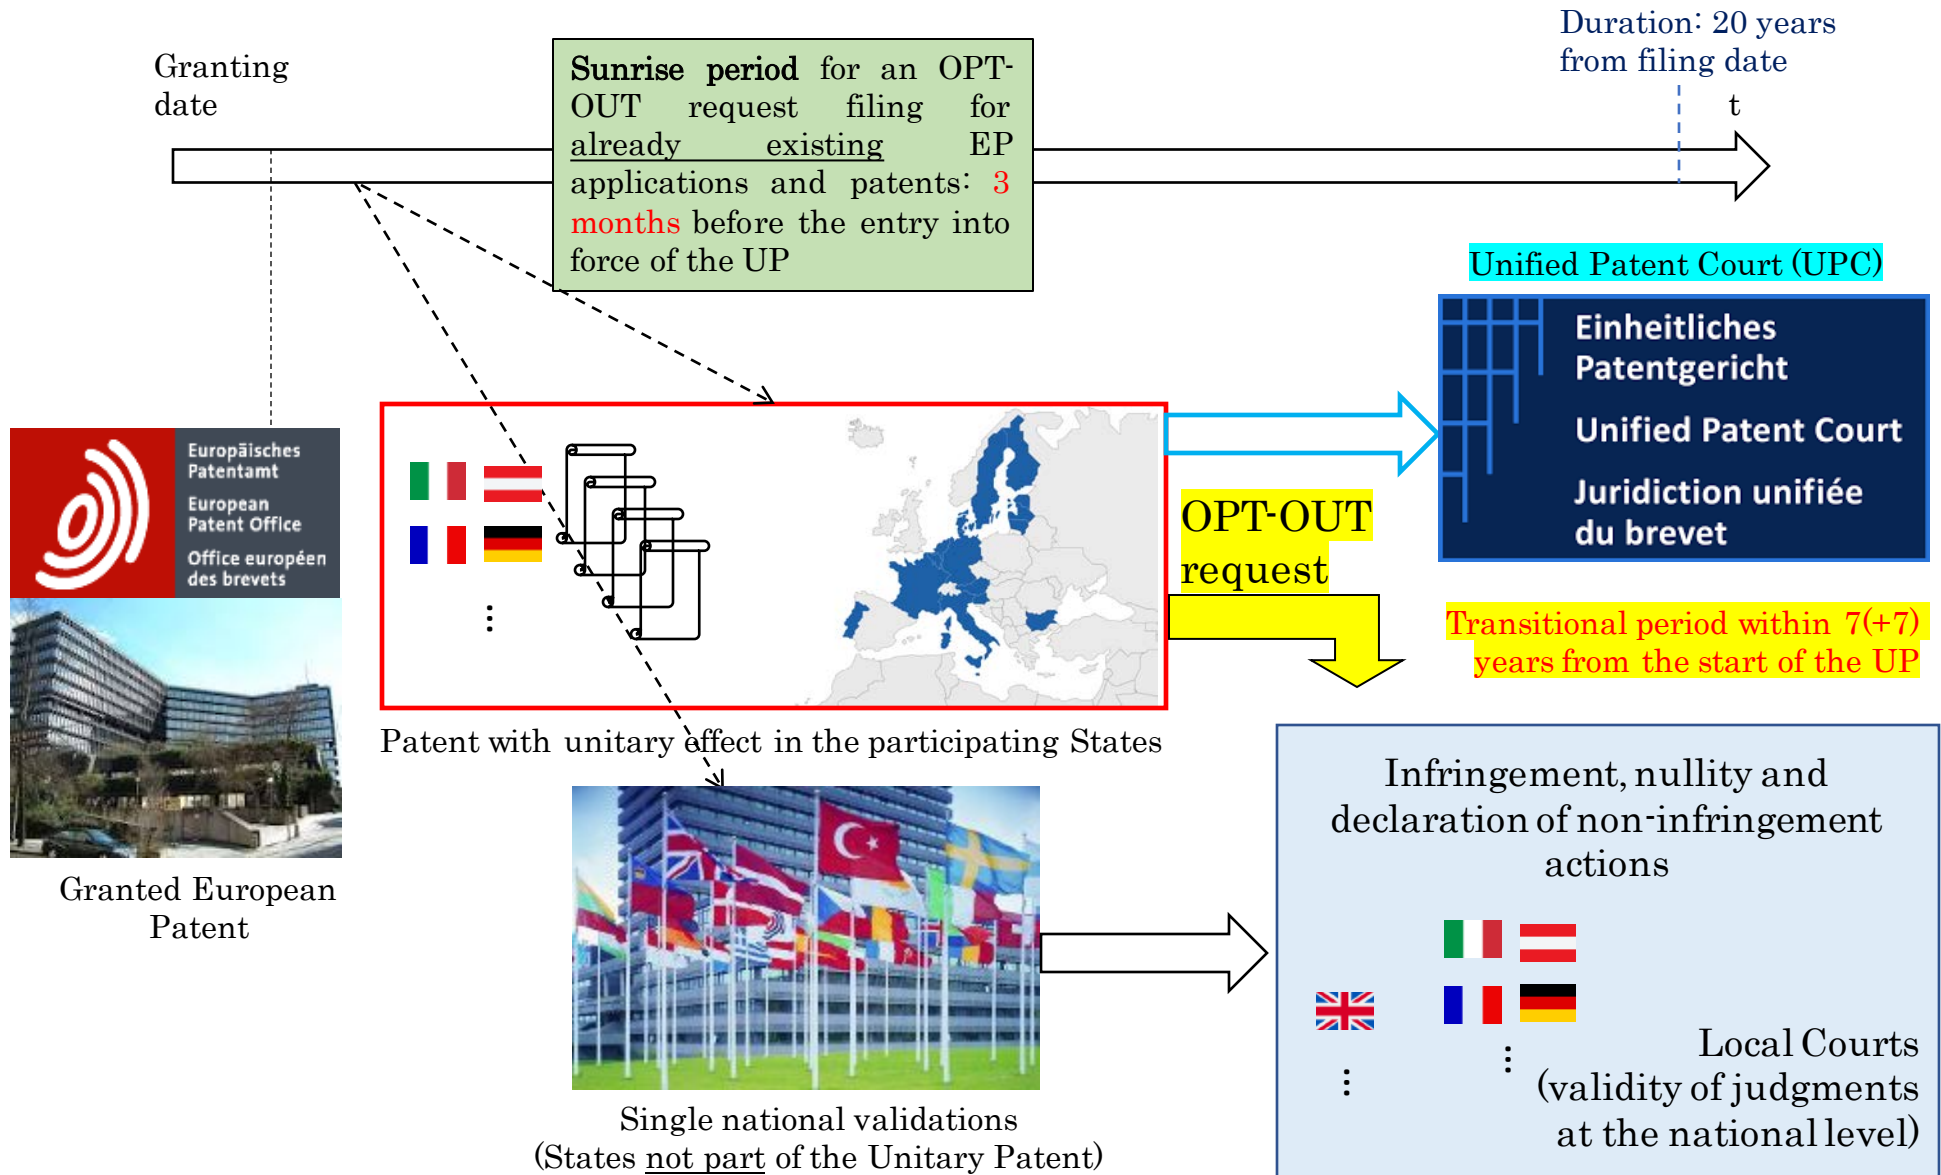 Granting
date
Sunrise period for an OPT-
OUT request filing for
already existing EP
applications and patents: 3
months before the entry into
force of the UP
Duration: 20 years
from filing date
t
Unified Patent Court (UPC)
Einheitliches
Patentgericht
Unified Patent Court
Juridiction unifiée
du brevet
Europäisches
Patentamt
European
Patent Office
Office européen
des brevets
OPT-OUT
request
Transitional period within 7(+7)
years from the start of the UP
Patent with unitary effect in the participating States
Granted European
Patent
Infringement, nullity and
declaration of non-infringement
actions
Local Courts
(validity of judgments
at the national level)
Single national validations
(States not part of the Unitary Patent)